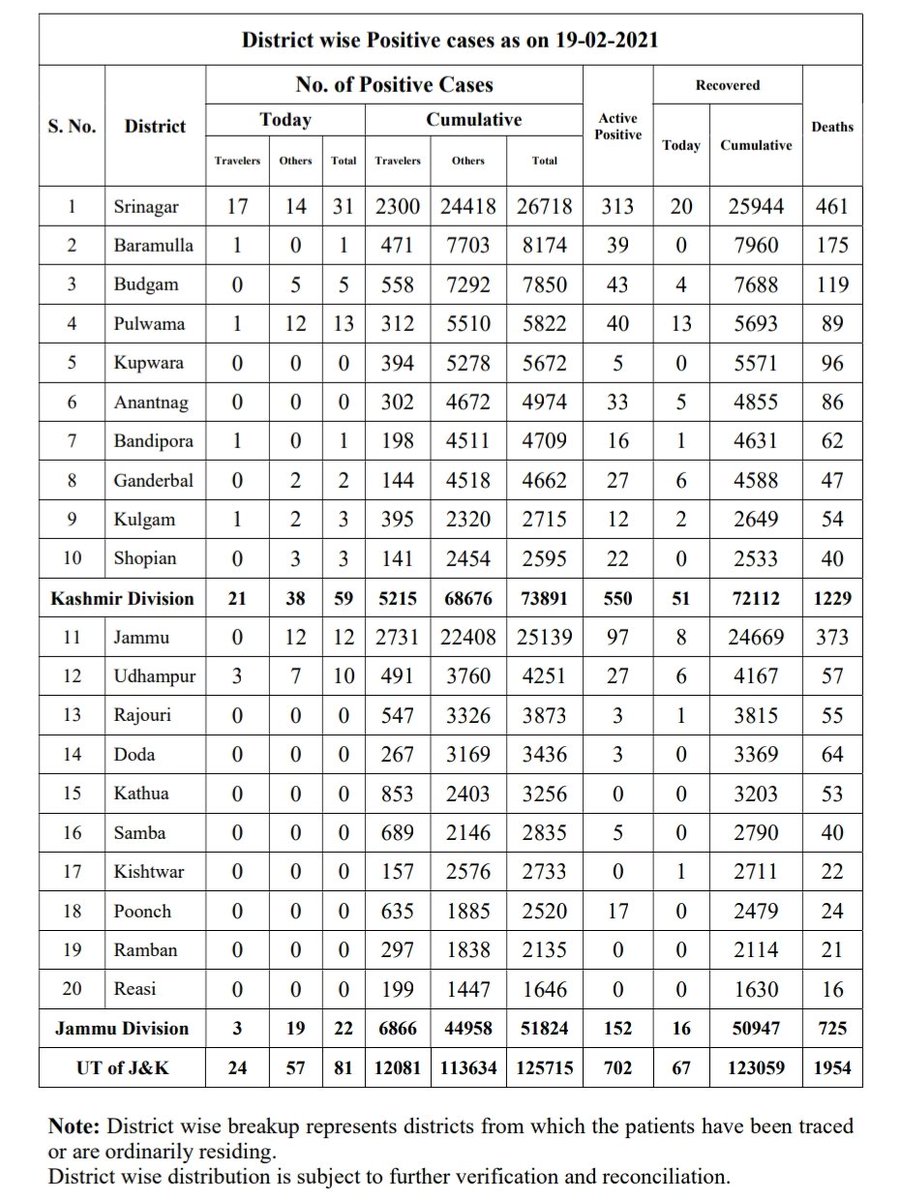 District wise Positive cases as on 19-02-2021
S. No. District No. of Positive Cases Active Positive Recovered Deaths
Today Cumulative Today Cumulative
Travelers Others Total Travelers Others Total
1 Srinagar 17 14 31 2300 24418 26718 313 20 25944 461
2 Baramulla 1 0 1 471 7703 8174 39 0 7960 175
3 Budgam 0 5 5 558 7292 7850 43 4 7688 119
4 Pulwama 1 12 13 312 5510 5822 40 13 5693 89
5 Kupwara 0 0 0 394 5278 5672 5 0 5571 96
6 Anantnag 0 0 0 302 4672 4974 33 5 4855 86
7 Bandipora 1 0 1 198 4511 4709 16 1 4631 62
8 Ganderbal 0 2 2 144 4518 4662 27 6 4588 47
9 Kulgam 1 2 3 395 2320 2715 12 2 2649 54
10 Shopian 0 3 3 141 2454 2595 22 0 2533 40
Kashmir Division 21 38 59 5215 68676 73891 550 51 72112 1229
11 Jammu 0 12 12 2731 22408 25139 97 8 24669 373
12 Udhampur 3 7 10 491 3760 4251 27 6 4167 57
13 Rajouri 0 0 0 547 3326 3873 3 1 3815 55
14 Doda 0 0 0 267 3169 3436 3 0 3369 64
15 Kathua 0 0 0 853 2403 3256 0 0 3203 53
16 Samba 0 0 0 689 2146 2835 5 0 2790 40
17 Kishtwar 0 0 0 157 2576 2733 0 1 2711 22
18 Poonch 0 0 0 635 1885 2520 17 0 2479 24
19 Ramban 0 0 0 297 1838 2135 0 0 2114 21
20 Reasi 0 0 0 199 1447 1646 0 0 1630 16
Jammu Division 3 19 22 6866 44958 51824 152 16 50947 725
UT of J&K 24 57 81 12081 113634 125715 702 67 123059 1954
Note: District wise breakup represents districts from which the patients have been traced
or are ordinarily residing.
District wise distribution is subject to further verification and reconciliation.